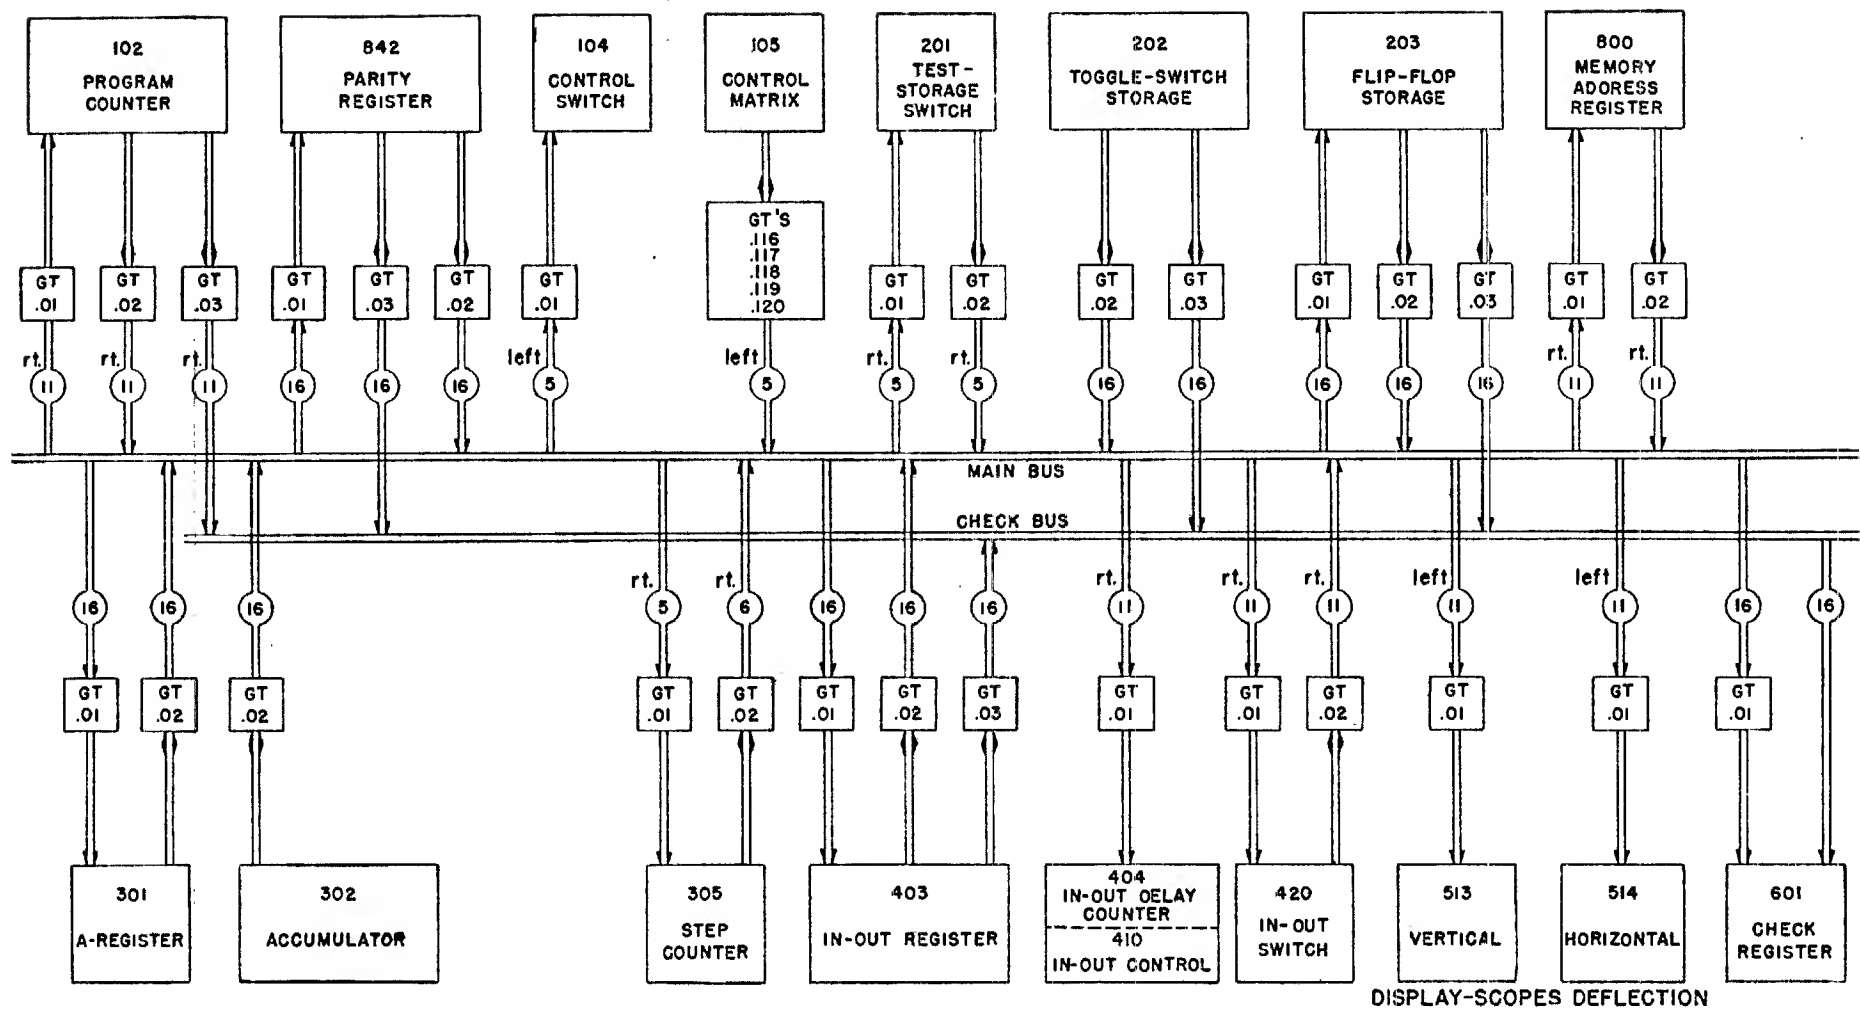 102
PROGRAM
COUNTER
842
PARITY
REGISTER
104
CONTROL
SWITCH
105
CONTROL
MATRIX
201
TEST-
STORAGE
SWITCH
202
TOGGLE-SWITCH
STORAGE
203
FLIP-FLOP
STORAGE
800
MEMORY
ADDRESS
REGISTER
GT
.01
GT
.02
GT
.03
GT
.01
GT
.03
GT
.02
GT
.01
GT'S
.116
.117
.118
.119
.120
GT
.01
GT
.02
GT
.02
GT
.03
GT
.01
GT
.02
GT
.03
GT
.01
GT
.02
rt.
11
rt.
11
rt.
11
16
16
16
left
5
left
5
rt.
5
rt.
5
16
16
16
16
16
rt.
11
rt.
11
MAIN BUS
CHECK BUS
16
16
16
rt.
5
rt.
6
16
16
16
rt.
11
rt.
11
rt.
11
left
11
left
11
16
16
GT
.01
GT
.02
GT
.02
GT
.01
GT
.02
GT
.01
GT
.02
GT
.03
GT
.01
GT
.01
GT
.02
GT
.01
GT
.01
GT
.01
301
A-REGISTER
302
ACCUMULATOR
305
STEP
COUNTER
403
IN-OUT REGISTER
404
IN-OUT DELAY
COUNTER
410
IN-OUT CONTROL
420
IN-OUT
SWITCH
513
VERTICAL
514
HORIZONTAL
601
CHECK
REGISTER
DISPLAY-SCOPES DEFLECTION